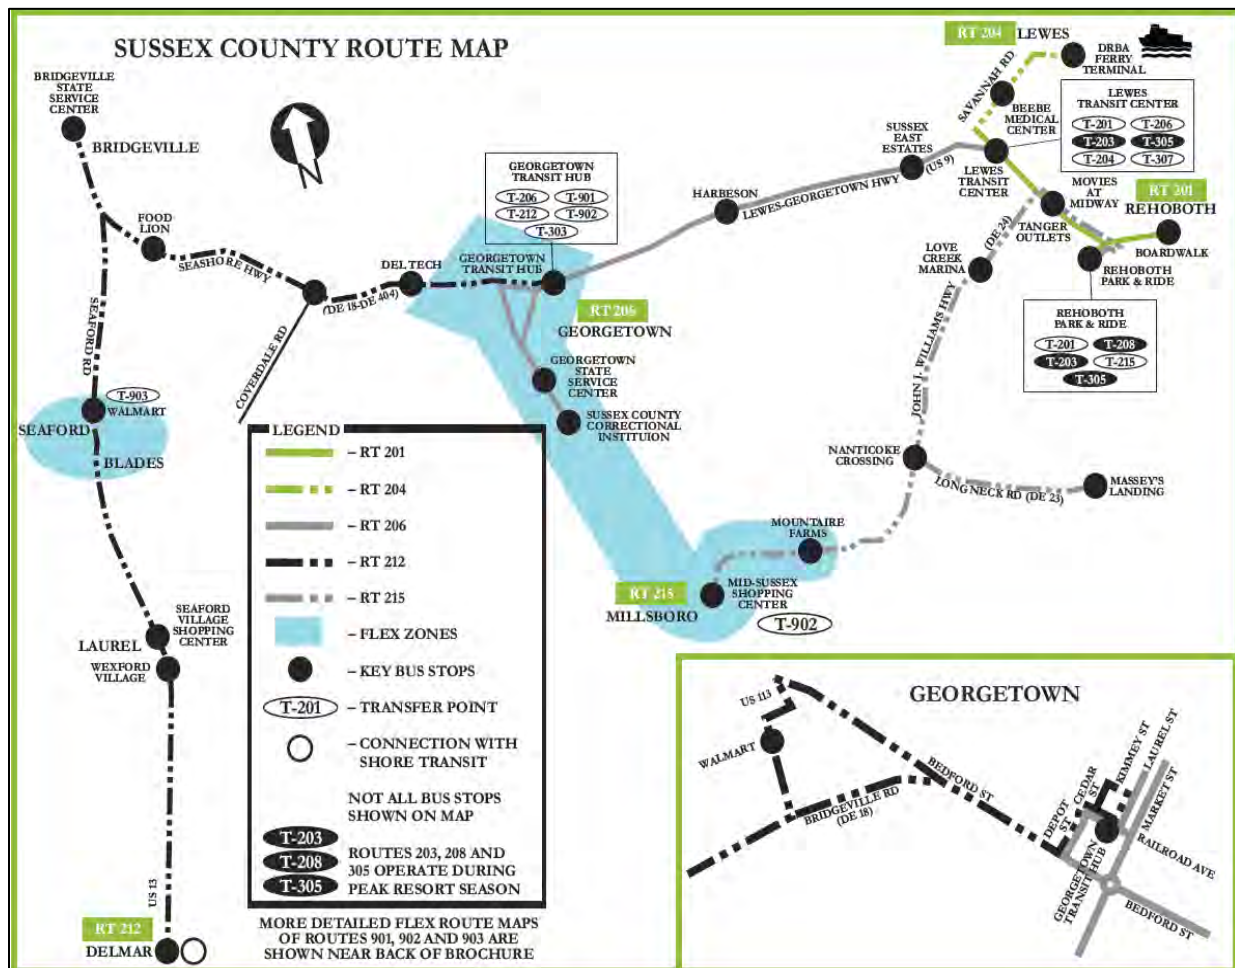 SUSSEX COUNTY ROUTE MAP
BRIDGEVILLE
STATE
SERVICE
CENTER
BRIDGEVILLE
FOOD
LION
SEASHORE HWY
SEAFORD RD
COVERDALE RD
(DE 18-DE 404)
DEL TECH
GEORGETOWN
TRANSIT HUB
GEORGETOWN
TRANSIT HUB
T-206
T-901
T-212
T-902
T-303
RT 206
GEORGETOWN
GEORGETOWN
STATE
SERVICE
CENTER
SUSSEX COUNTY
CORRECTIONAL
INSTITUUION
HARBESON
LEWES-GEORGETOWN HWY
(US 9)
SUSSEX
EAST
ESTATES
RT 204
LEWES
SAVANNAH RD
DRBA
FERRY
TERMINAL
BEEBE
MEDICAL
CENTER
LEWES
TRANSIT CENTER
T-201
T-206
T-203
T-305
T-204
T-307
LEWES
TRANSIT
CENTER
MOVIES
AT
MIDWAY
RT 201
REHOBOTH
TANGER
OUTLETS
BOARDWALK
REHOBOTH
PARK & RIDE
REHOBOTH
PARK & RIDE
T-201
T-208
T-203
T-215
T-305
(DE 24)
LOVE
CREEK
MARINA
JOHN J. WILLIAMS HWY
NANTICOKE
CROSSING
LONG NECK RD (DE 23)
MASSEY'S
LANDING
MOUNTAIRE
FARMS
RT 215
MILLSBORO
MID-SUSSEX
SHOPPING
CENTER
T-902
T-903
WALMART
SEAFORD
BLADES
SEAFORD
VILLAGE
SHOPPING
CENTER
LAUREL
WEXFORD
VILLAGE
US 13
RT 212
DELMAR
LEGEND
– RT 201
– RT 204
– RT 206
– RT 212
– RT 215
– FLEX ZONES
– KEY BUS STOPS
T-201 – TRANSFER POINT
– CONNECTION WITH
SHORE TRANSIT
NOT ALL BUS STOPS
SHOWN ON MAP
T-203
T-208
T-305
ROUTES 203, 208 AND
305 OPERATE DURING
PEAK RESORT SEASON
MORE DETAILED FLEX ROUTE MAPS
OF ROUTES 901, 902 AND 903 ARE
SHOWN NEAR BACK OF BROCHURE
GEORGETOWN
US 113
WALMART
BRIDGEVILLE RD
(DE 18)
BEDFORD ST
DEPOT
ST
CEDAR
ST
KIMMEY ST
LAUREL ST
MARKET ST
RAILROAD AVE
GEORGETOWN
TRANSIT HUB
BEDFORD ST